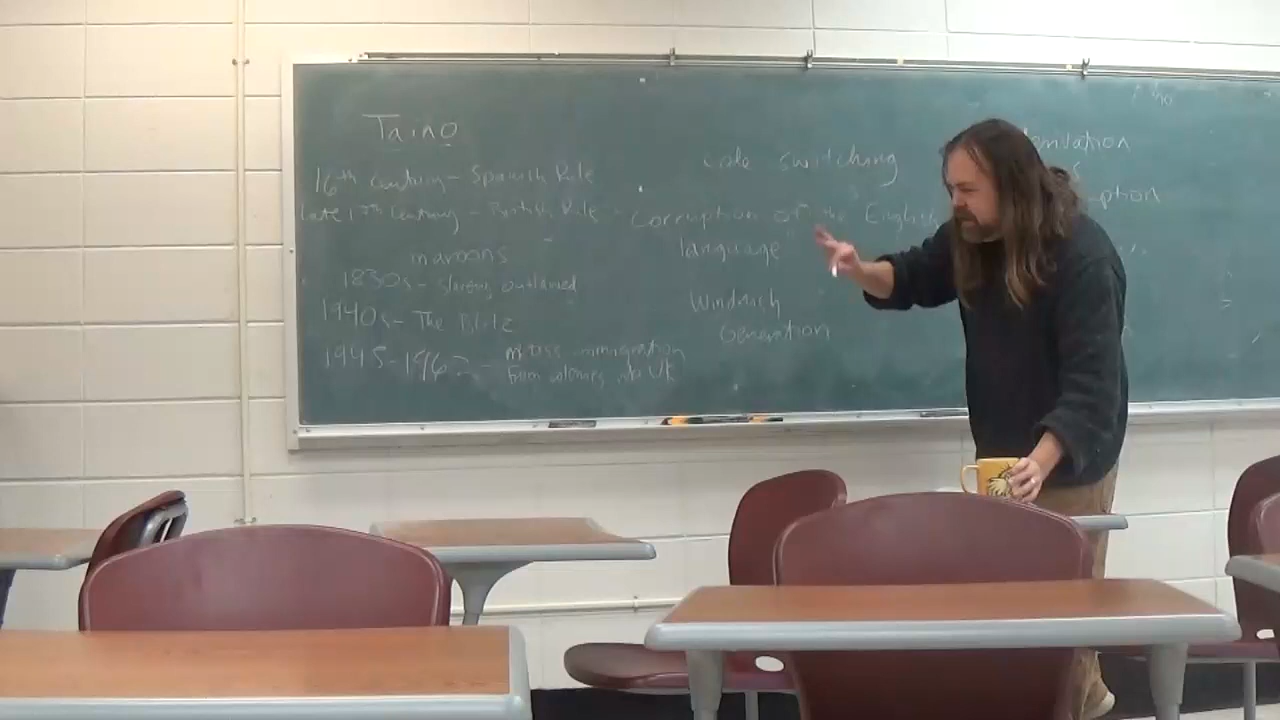 Taino
16th Century - Spanish Rule
Late 17th Century - British Rule
maroons
1830s - slavery outlawed
1940s - The Blitz
1945-1962 - mass immigration
from colonies into UK
code switching
Corruption of the English
language"
Windrush
Generation